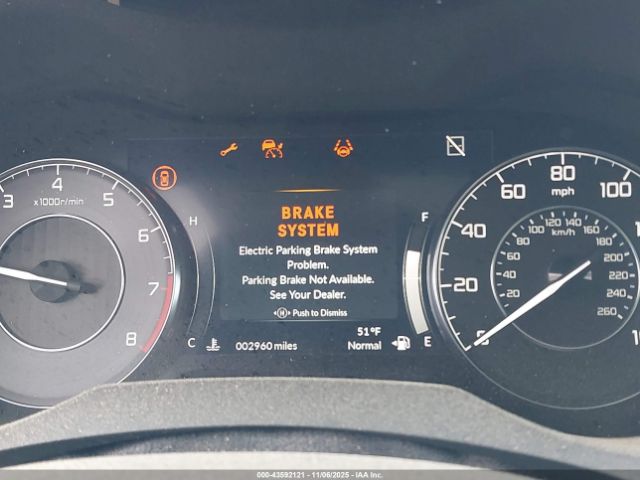 3 4 5 6 7 8
x1000r/min
H
C
BRAKE
SYSTEM
Electric Parking Brake System
Problem.
Parking Brake Not Available.
See Your Dealer.
Push to Dismiss
002960 miles
51°F
Normal
F
E
20 40 60 80 100
mph
20 40 60 80 100 120 140 160 180 200 220 240 260
km/h
000-43592121 - 11/06/2025 - IAAI, Inc.